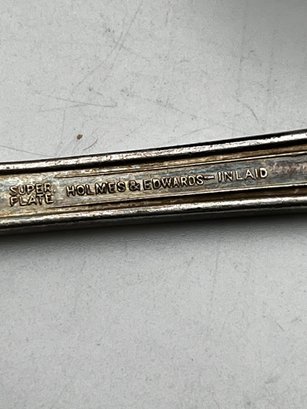 SUPER
PLATE
HOLMES & EDWARDS-INLAID